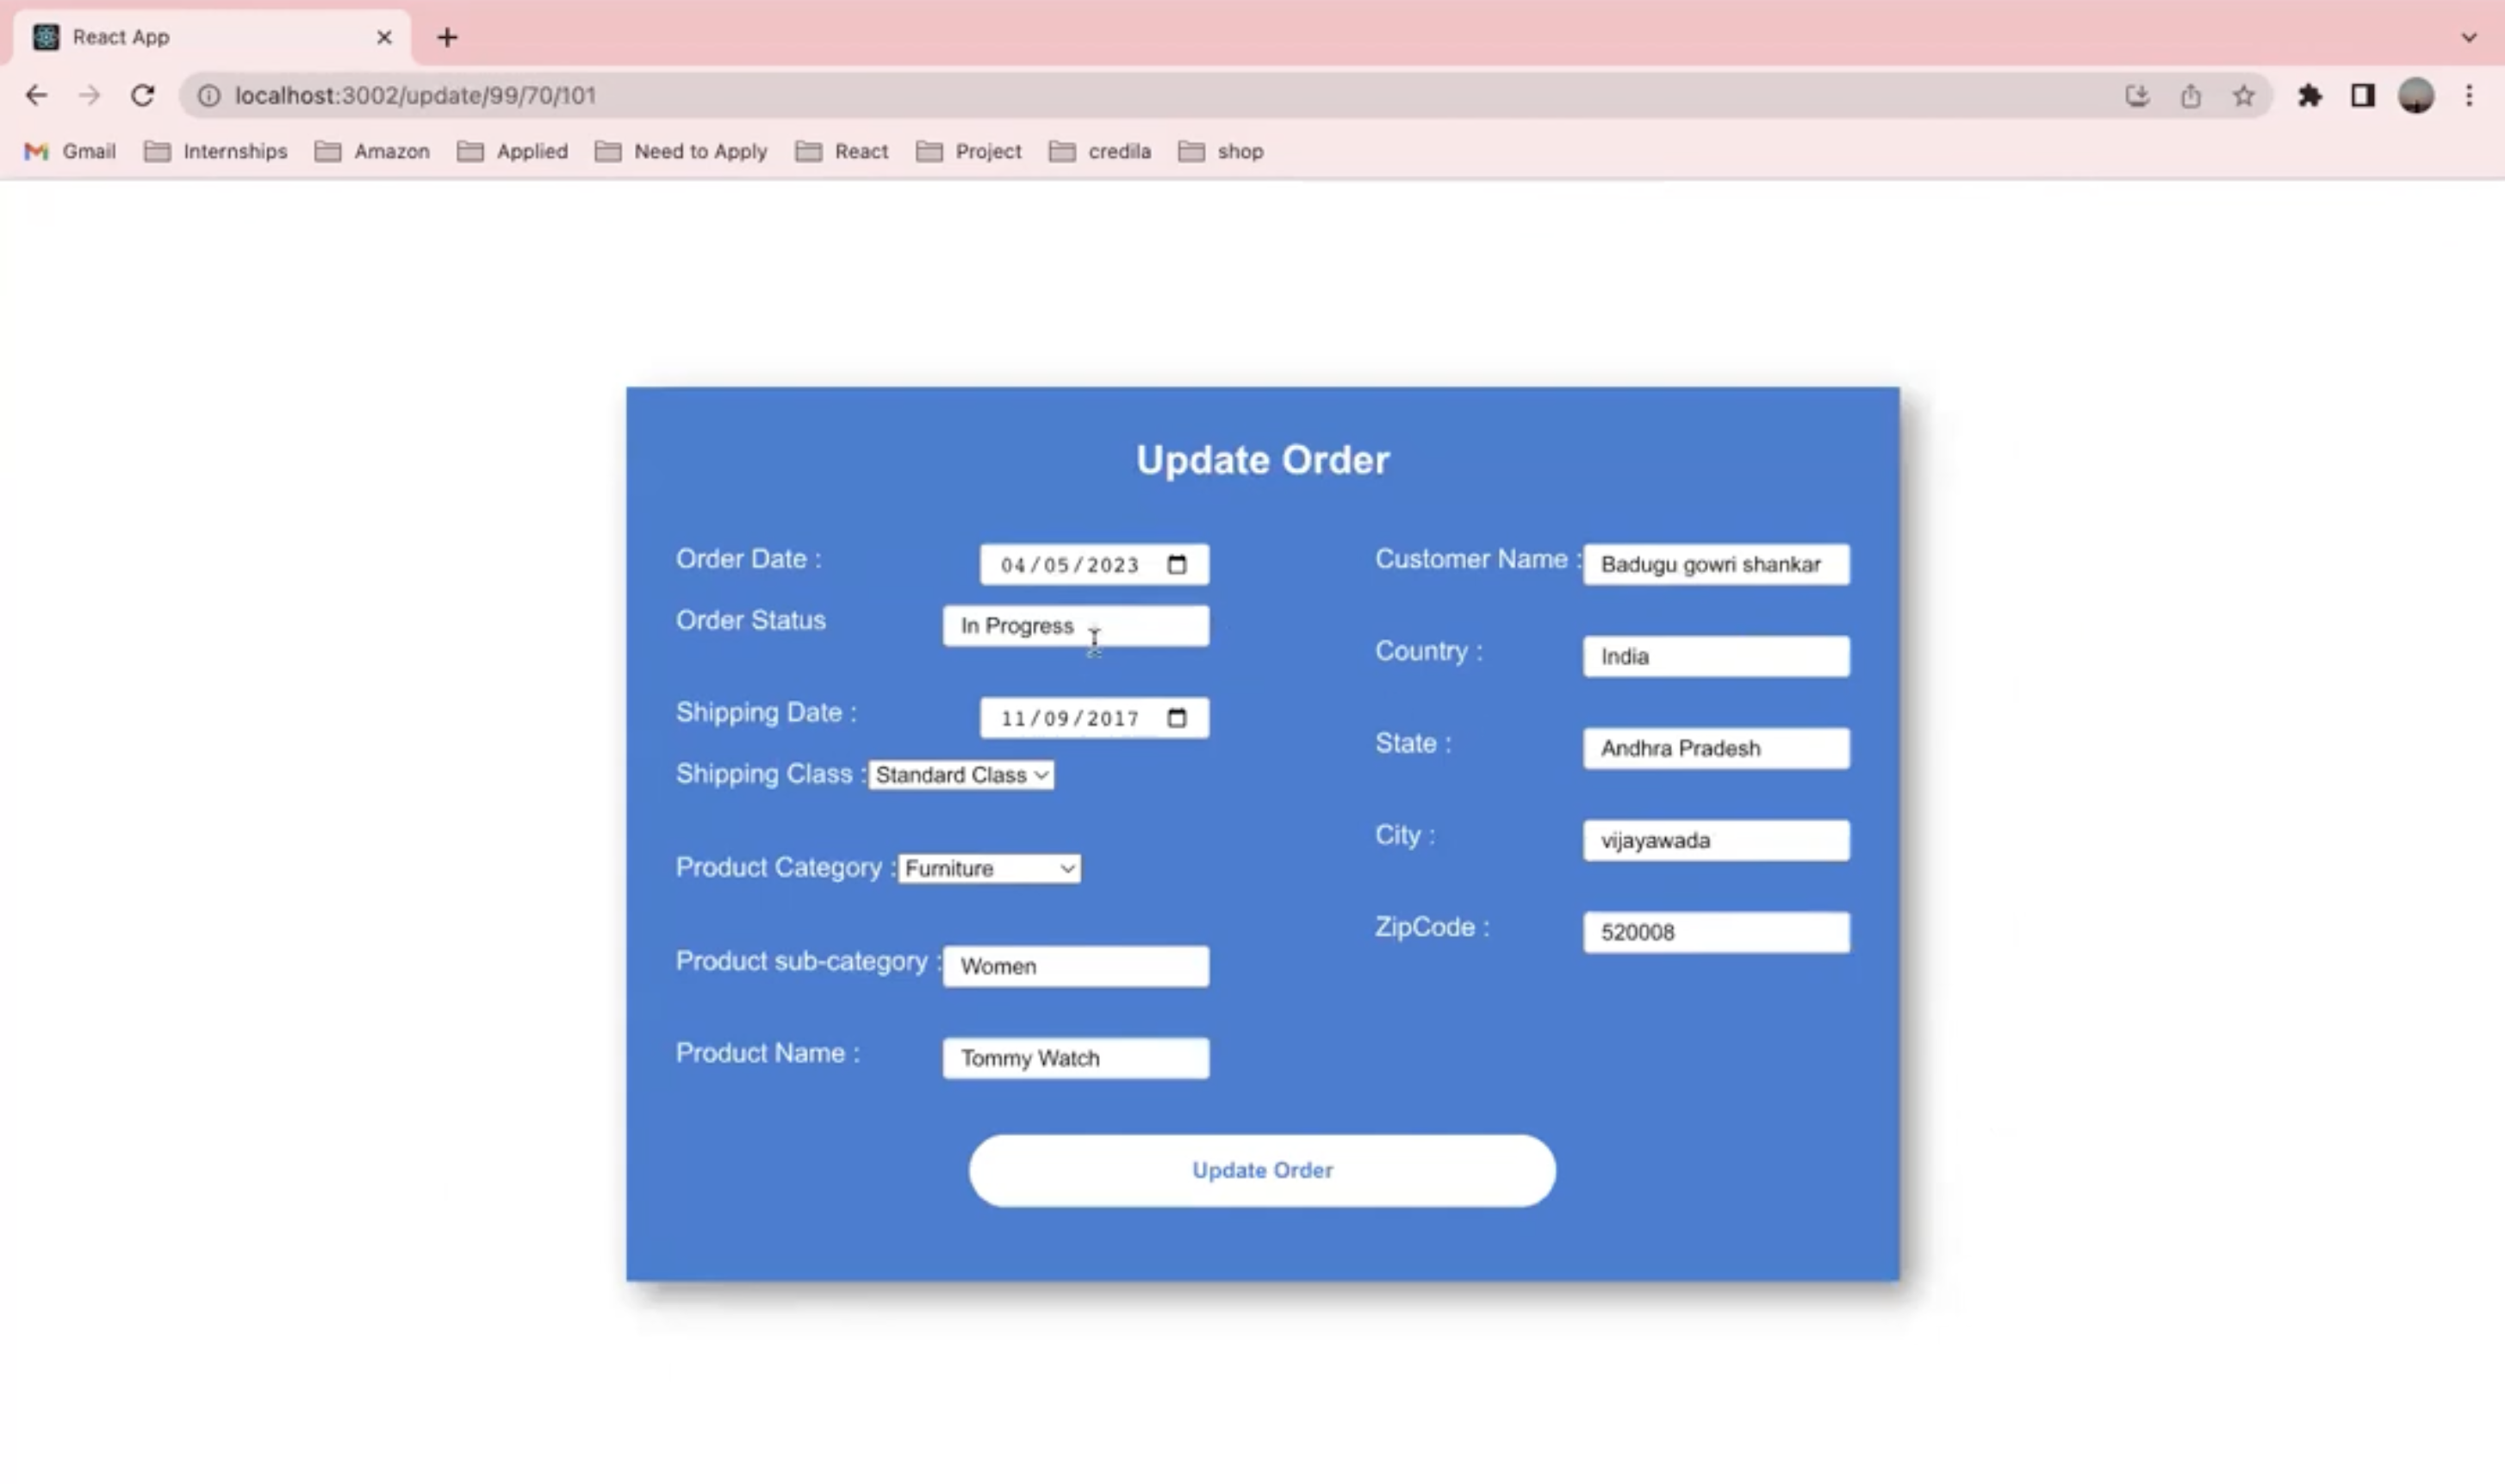 React App
localhost:3002/update/99/70/101
Gmail Internships Amazon Applied Need to Apply React Project credila shop
Update Order
Order Date : 04/05/2023
Order Status In Progress
Shipping Date : 11/09/2017
Shipping Class : Standard Class
Product Category : Furniture
Product sub-category : Women
Product Name : Tommy Watch
Customer Name : Badugu gowri shankar
Country : India
State : Andhra Pradesh
City : vijayawada
ZipCode : 520008
Update Order